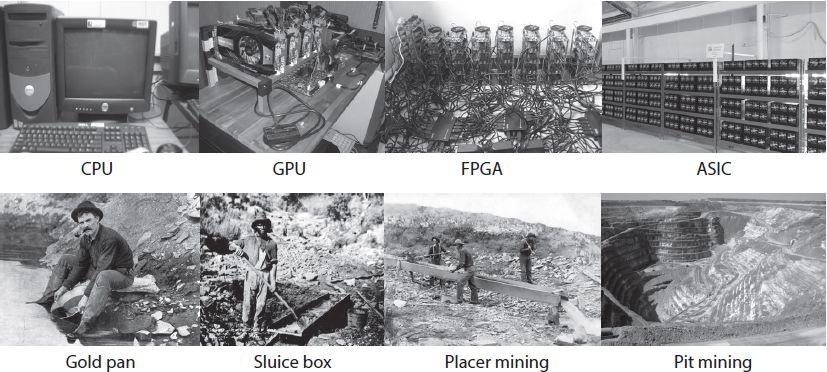 CPU
GPU
FPGA
ASIC
Gold pan
Sluice box
Placer mining
Pit mining